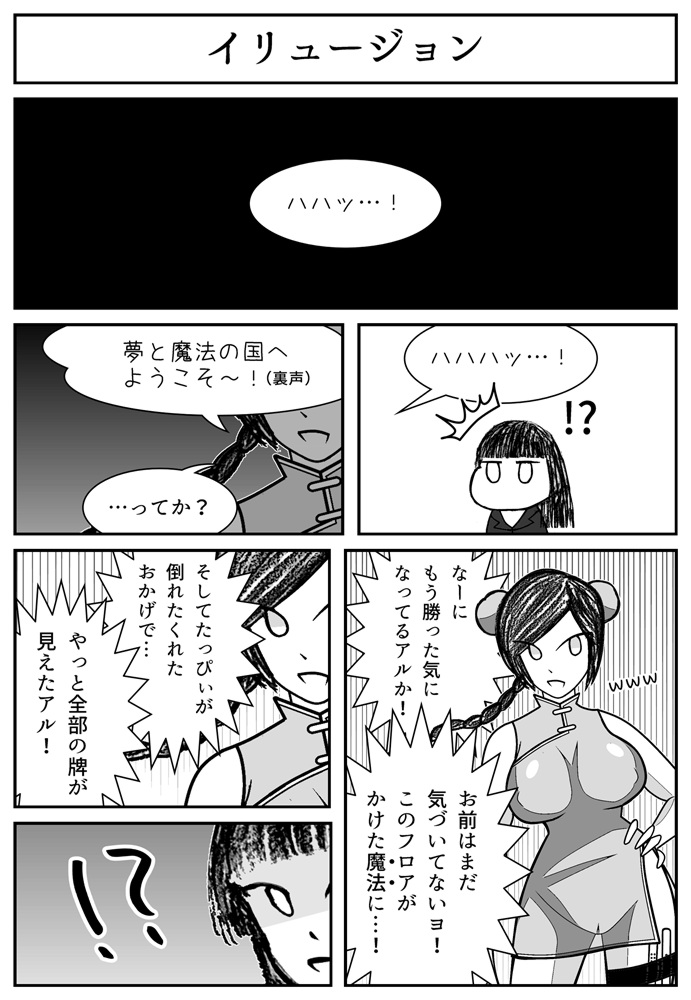 イリュージョン
ハハッ…！
ハハハッ…！
!?
夢と魔法の国へ
ようこそ〜！（裏声）
…ってか？
なーに
もう勝った気に
なってるアルか！
www
お前はまだ
気づいてないョ！
このフロアが
かけた魔法に…！
そしてたっぴぃが
倒れたくれた
おかげで…
やっと全部の牌が
見えたアル！
!?